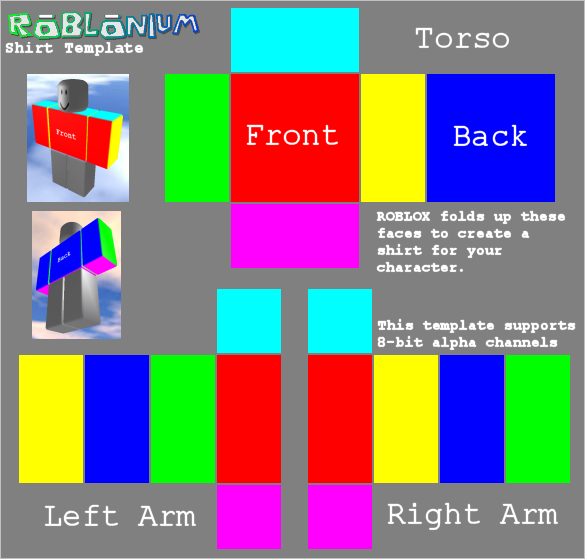 RŌBLŌNIUM
Shirt Template
Torso
Front
Front
Back
Back
ROBLOX folds up these
faces to create a
shirt for your
character.
This template supports
8-bit alpha channels
Left Arm
Right Arm